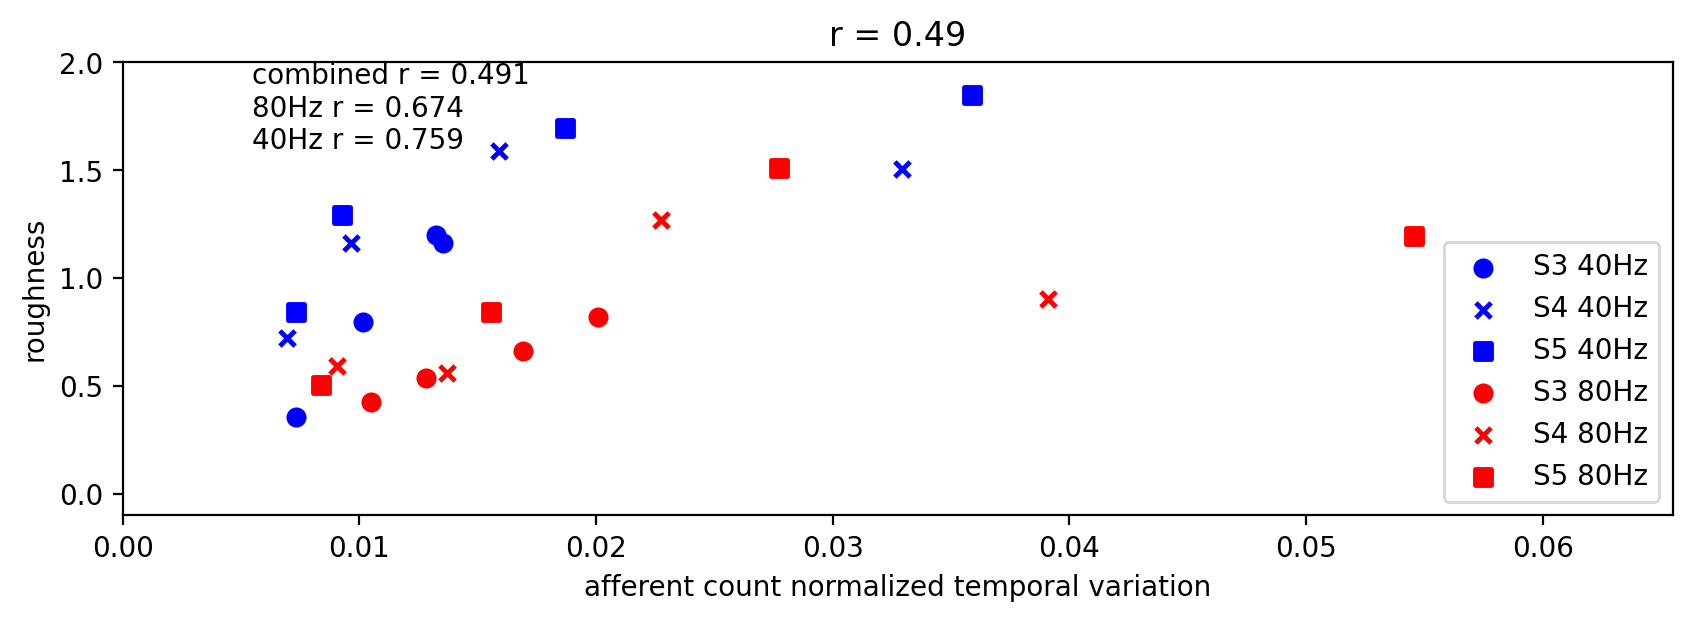 r = 0.49
combined r = 0.491
80Hz r = 0.674
40Hz r = 0.759
roughness
2.0
1.5
1.0
0.5
0.0
S3 40Hz
S4 40Hz
S5 40Hz
S3 80Hz
S4 80Hz
S5 80Hz
0.00 0.01 0.02 0.03 0.04 0.05 0.06
afferent count normalized temporal variation